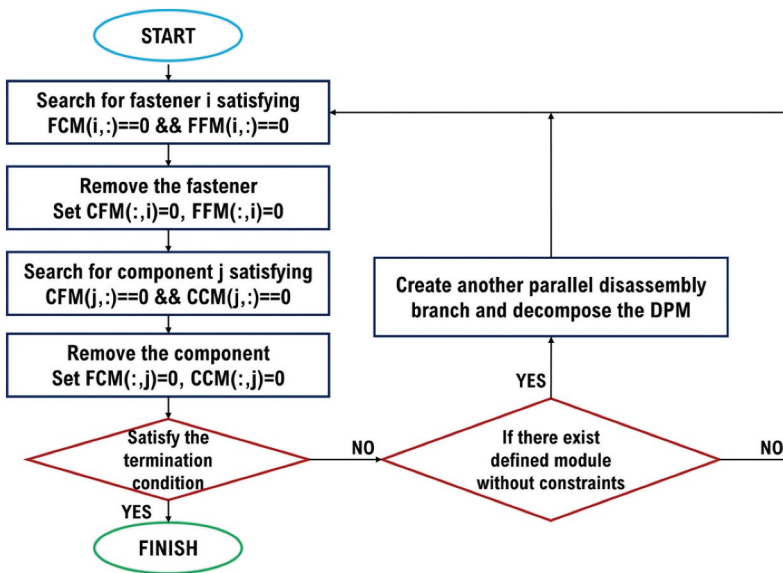 START
Search for fastener i satisfying
FCM(i,:)==0 && FFM(i,:)==0
Remove the fastener
Set CFM(:,i)=0, FFM(:,i)=0
Search for component j satisfying
CFM(j,:)==0 && CCM(j,:)==0
Remove the component
Set FCM(:,j)=0, CCM(:,j)=0
Satisfy the
termination
condition
YES
FINISH
NO
If there exist
defined module
without constraints
YES
Create another parallel disassembly
branch and decompose the DPM
NO